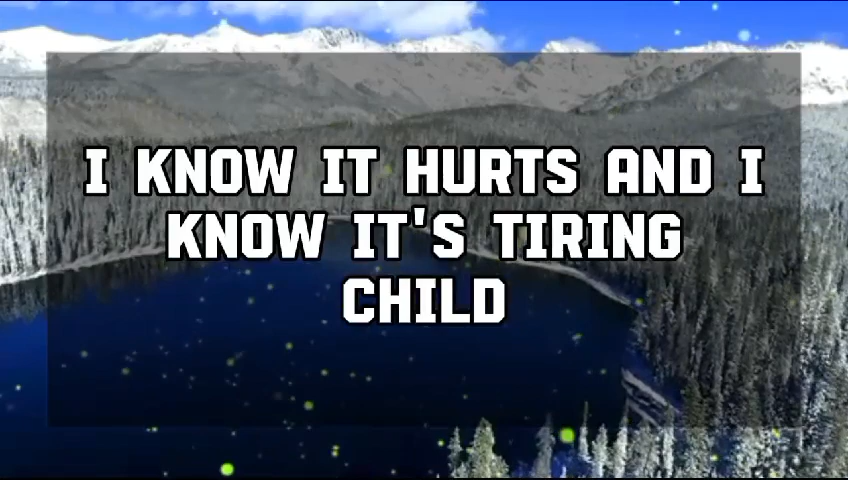 I KNOW IT HURTS AND I
KNOW IT'S TIRING
CHILD